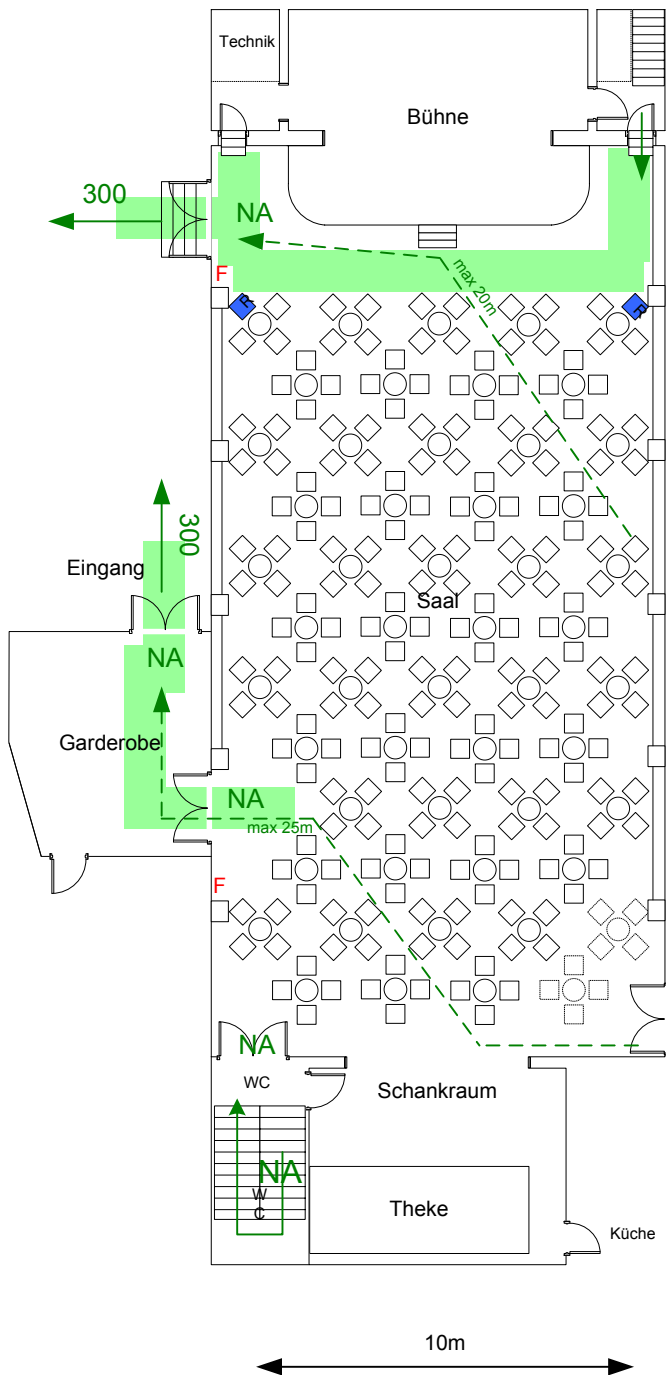 Technik
Bühne
300
NA
F
max 20m
R
R
300
Eingang
Saal
NA
Garderobe
NA
max 25m
F
NA
WC
Schankraum
NA
W
C
Theke
Küche
10m